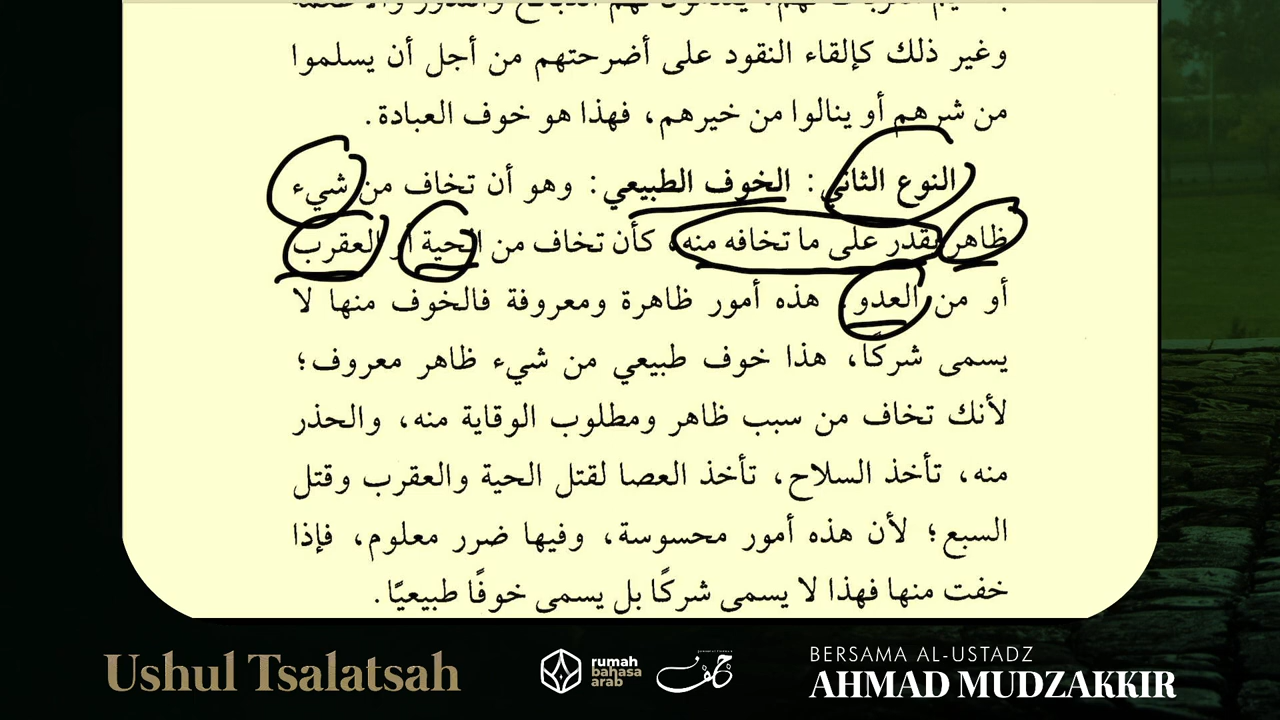 وغير ذلك كإلقاء النقود على أضرحتهم من أجل أن يسلموا
من شرهم أو ينالوا من خيرهم، فهذا هو خوف العبادة.
النوع الثاني: الخوف الطبيعي: وهو أن تخاف من شيء
ظاهر يقدر على ما تخافه منه، كأن تخاف من الحية أو العقرب
أو من العدو، هذه أمور ظاهرة ومعروفة فالخوف منها لا
يسمى شركًا، هذا خوف طبيعي من شيء ظاهر معروف؛
لأنك تخاف من سبب ظاهر ومطلوب الوقاية منه، والحذر
منه، تأخذ السلاح، تأخذ العصا لقتل الحية والعقرب وقتل
السبع؛ لأن هذه أمور محسوسة، وفيها ضرر معلوم، فإذا
خفت منها فهذا لا يسمى شركًا بل يسمى خوفًا طبيعيًا.
Ushul Tsalatsah
rumah
bahasa
arab
BERSAMA AL-USTADZ
AHMAD MUDZAKKIR